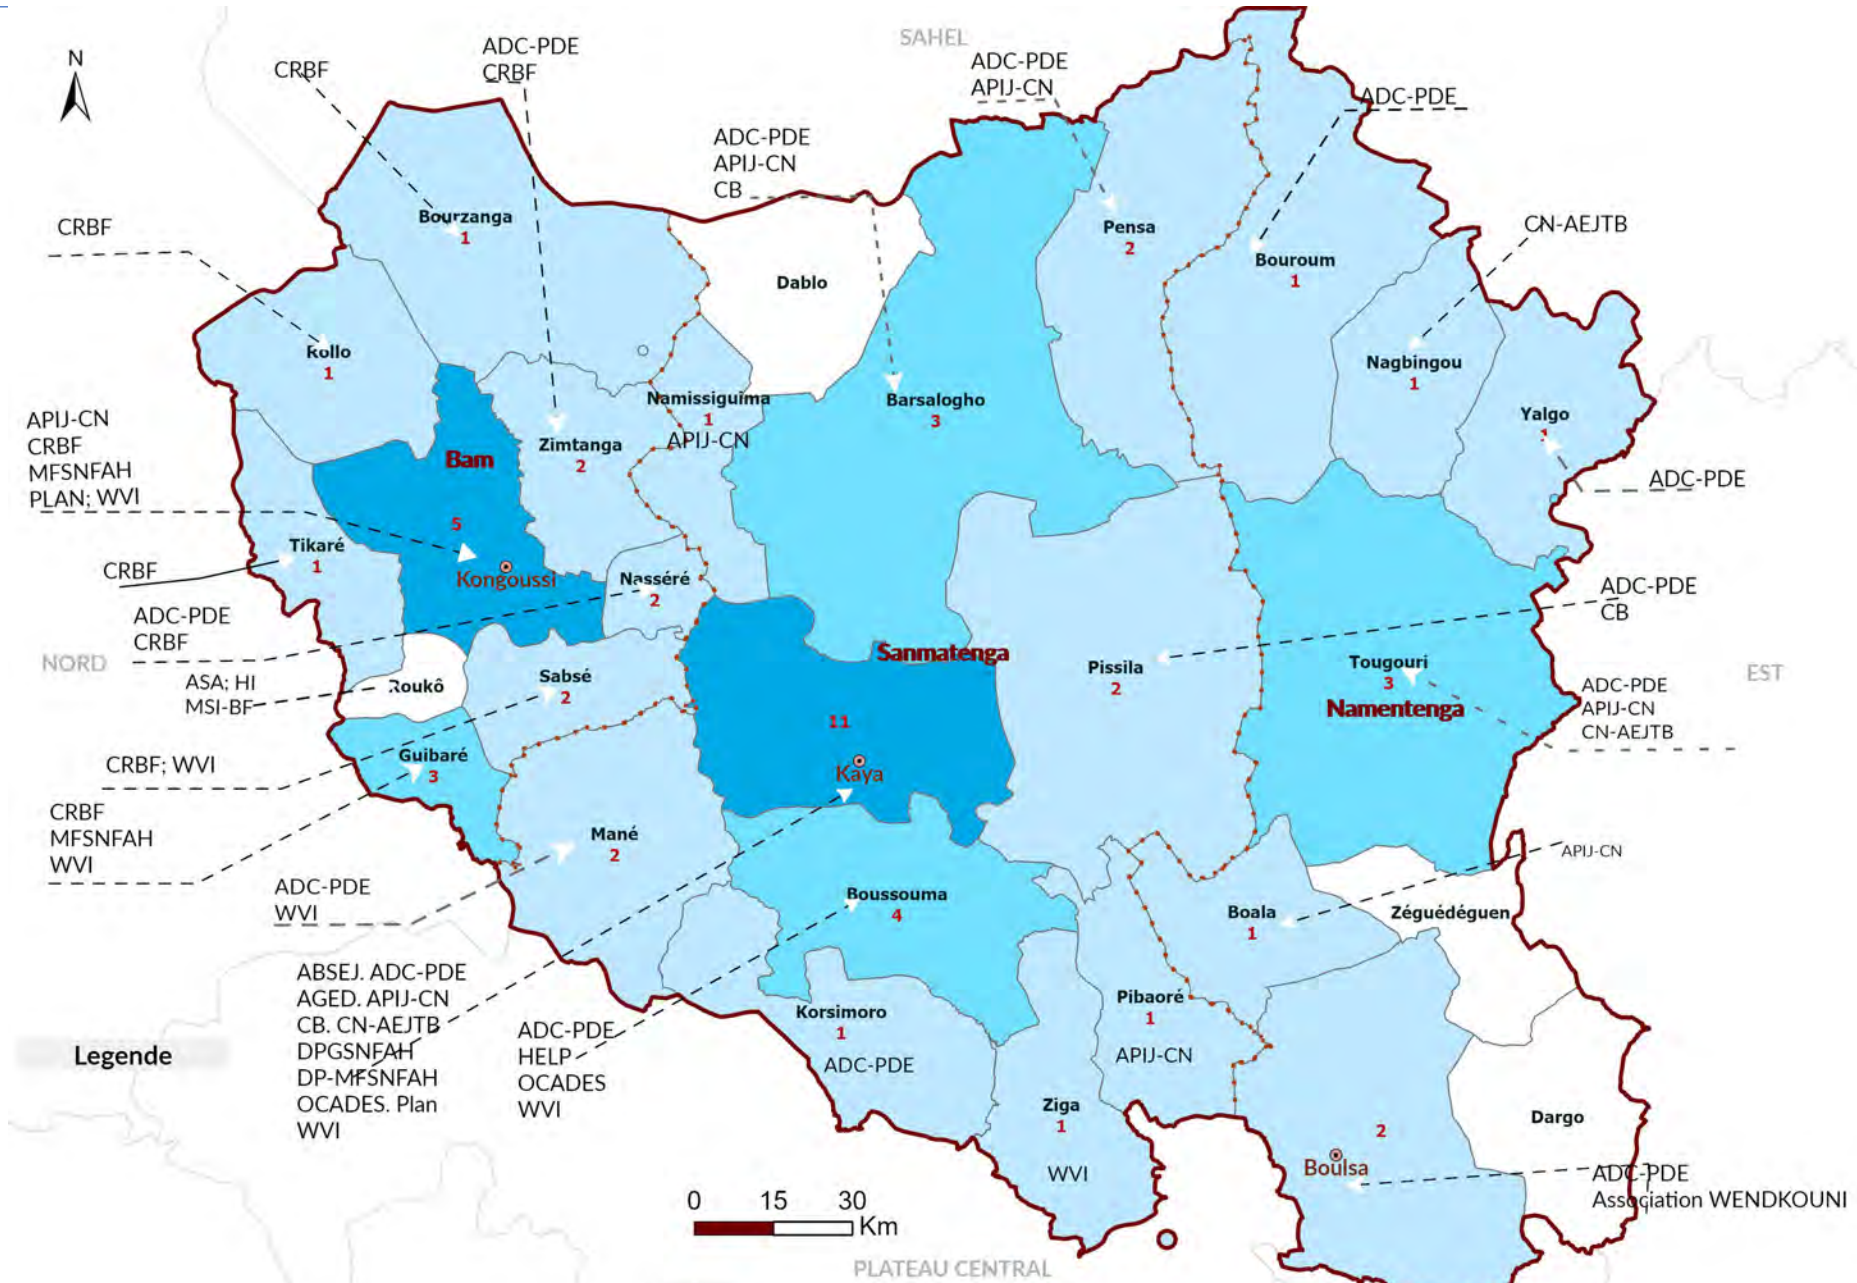 SAHEL
N
ADC-PDE
CRBF
CRBF
ADC-PDE
APIJ-CN
ADC-PDE
ADC-PDE
APIJ-CN
CB
CRBF
Bourzanga
1
Pensa
2
CN-AEJTB
Bouroum
1
Dablo
Rollo
1
Nagbingou
1
Namissiguima
1
APIJ-CN
Barsalogho
3
Yalgo
1
APIJ-CN
CRBF
MFSNFAH
PLAN; WVI
Zimtanga
2
Bam
5
Kongoussi
ADC-PDE
Tikaré
1
CRBF
Nasséré
2
ADC-PDE
CB
ADC-PDE
CRBF
NORD
Sanmatenga
Pissila
2
Tougouri
3
Namentenga
EST
ASA; HI
MSI-BF
Roukô
Sabsé
2
ADC-PDE
APIJ-CN
CN-AEJTB
11
Kaya
CRBF; WVI
Guibaré
3
CRBF
MFSNFAH
WVI
Mané
2
APIJ-CN
ADC-PDE
WVI
Boussouma
4
Boala
1
Zéguédéguen
ABSEJ. ADC-PDE
AGED. APIJ-CN
CB. CN-AEJTB
DPGSNFAH
DP-MFSNFAH
OCADES. Plan
WVI
ADC-PDE
HELP
OCADES
WVI
Korsimoro
1
ADC-PDE
Pibaoré
1
APIJ-CN
Legende
Ziga
1
WVI
Dargo
2
Boulsa
ADC-PDE
Association WENDKOUNI
0 15 30
Km
PLATEAU CENTRAL